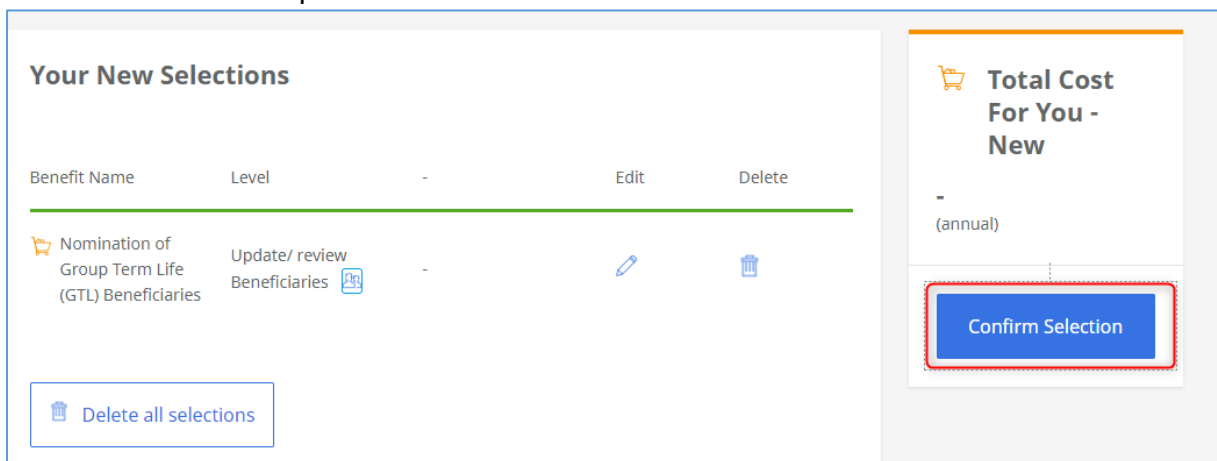 Your New Selections
Benefit Name Level - Edit Delete
Nomination of
Group Term Life
(GTL) Beneficiaries
Update/ review
Beneficiaries
-
Delete all selections
Total Cost
For You -
New
-
(annual)
Confirm Selection